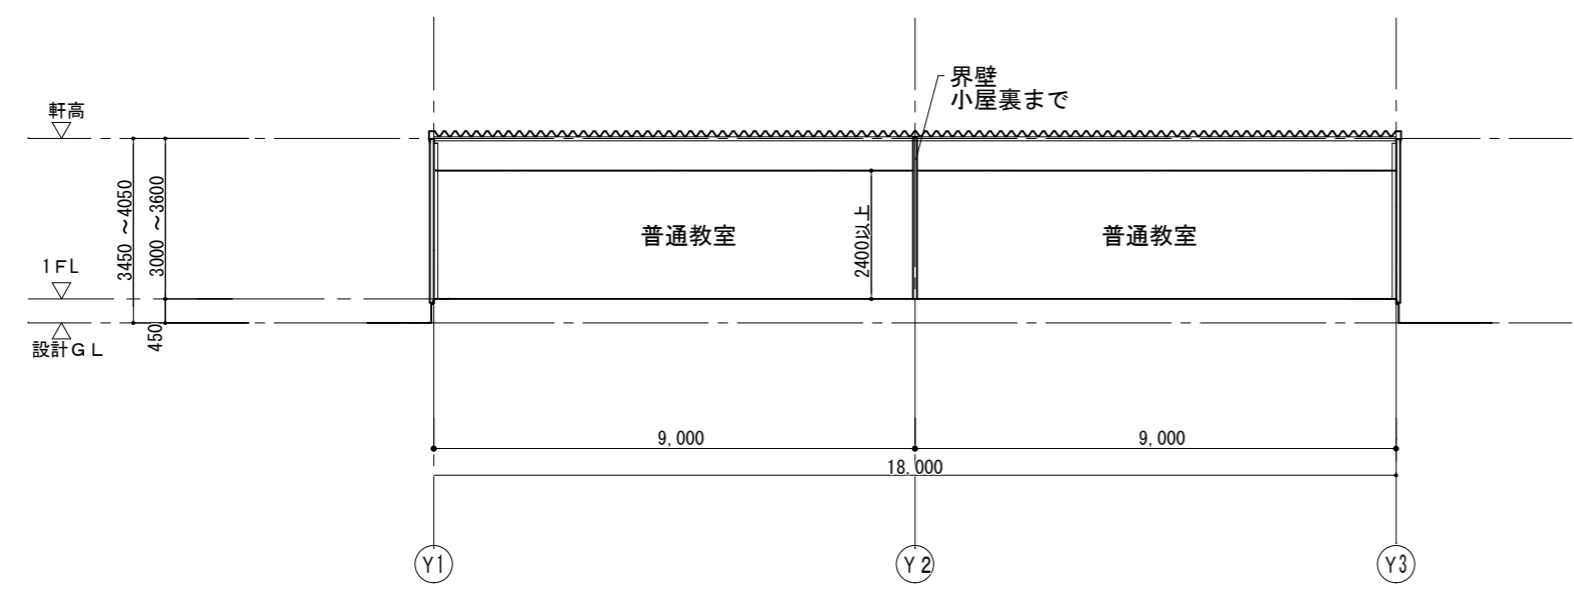 界壁
小屋裏まで
軒高
3450 ～4050
3000 ～3600
普通教室
2400以上
普通教室
1FL
450
設計ＧＬ
9,000
9,000
18.000
Y1
Y2
Y3